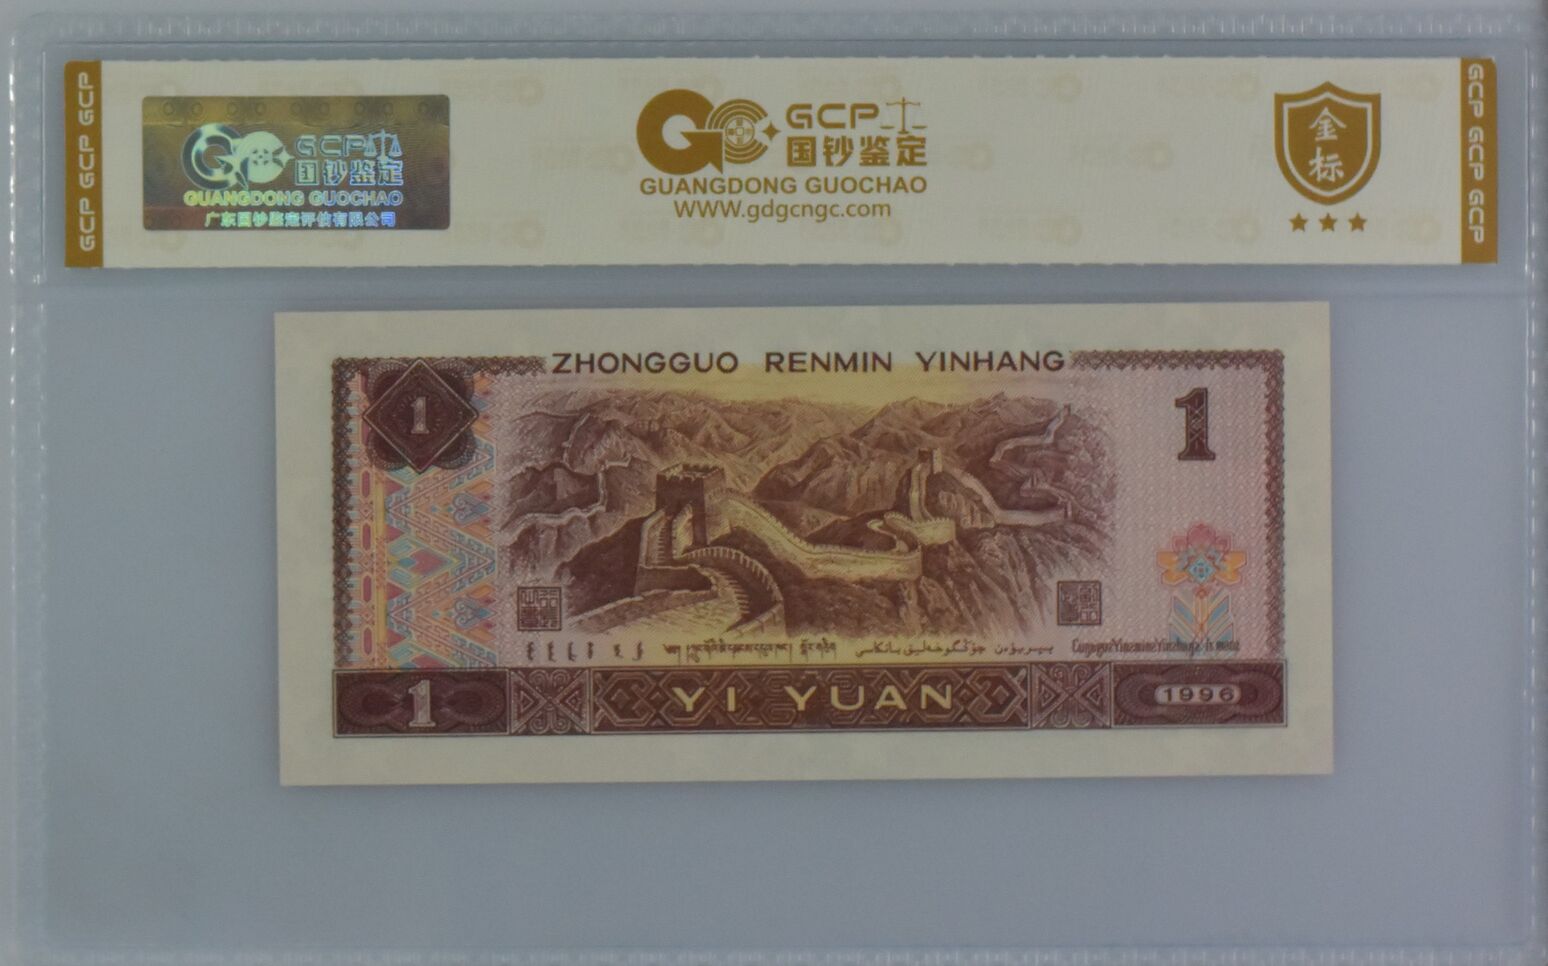 GCP GCP GCP
GCP
国钞鉴定
GUANGDONG GUOCHAO
广东国钞鉴定评估有限公司
GCP
国钞鉴定
GUANGDONG GUOCHAO
WWW.gdgcngc.com
金
标
GCP GCP GCP
ZHONGGUO RENMIN YINHANG
1
1
1
YI YUAN
1996